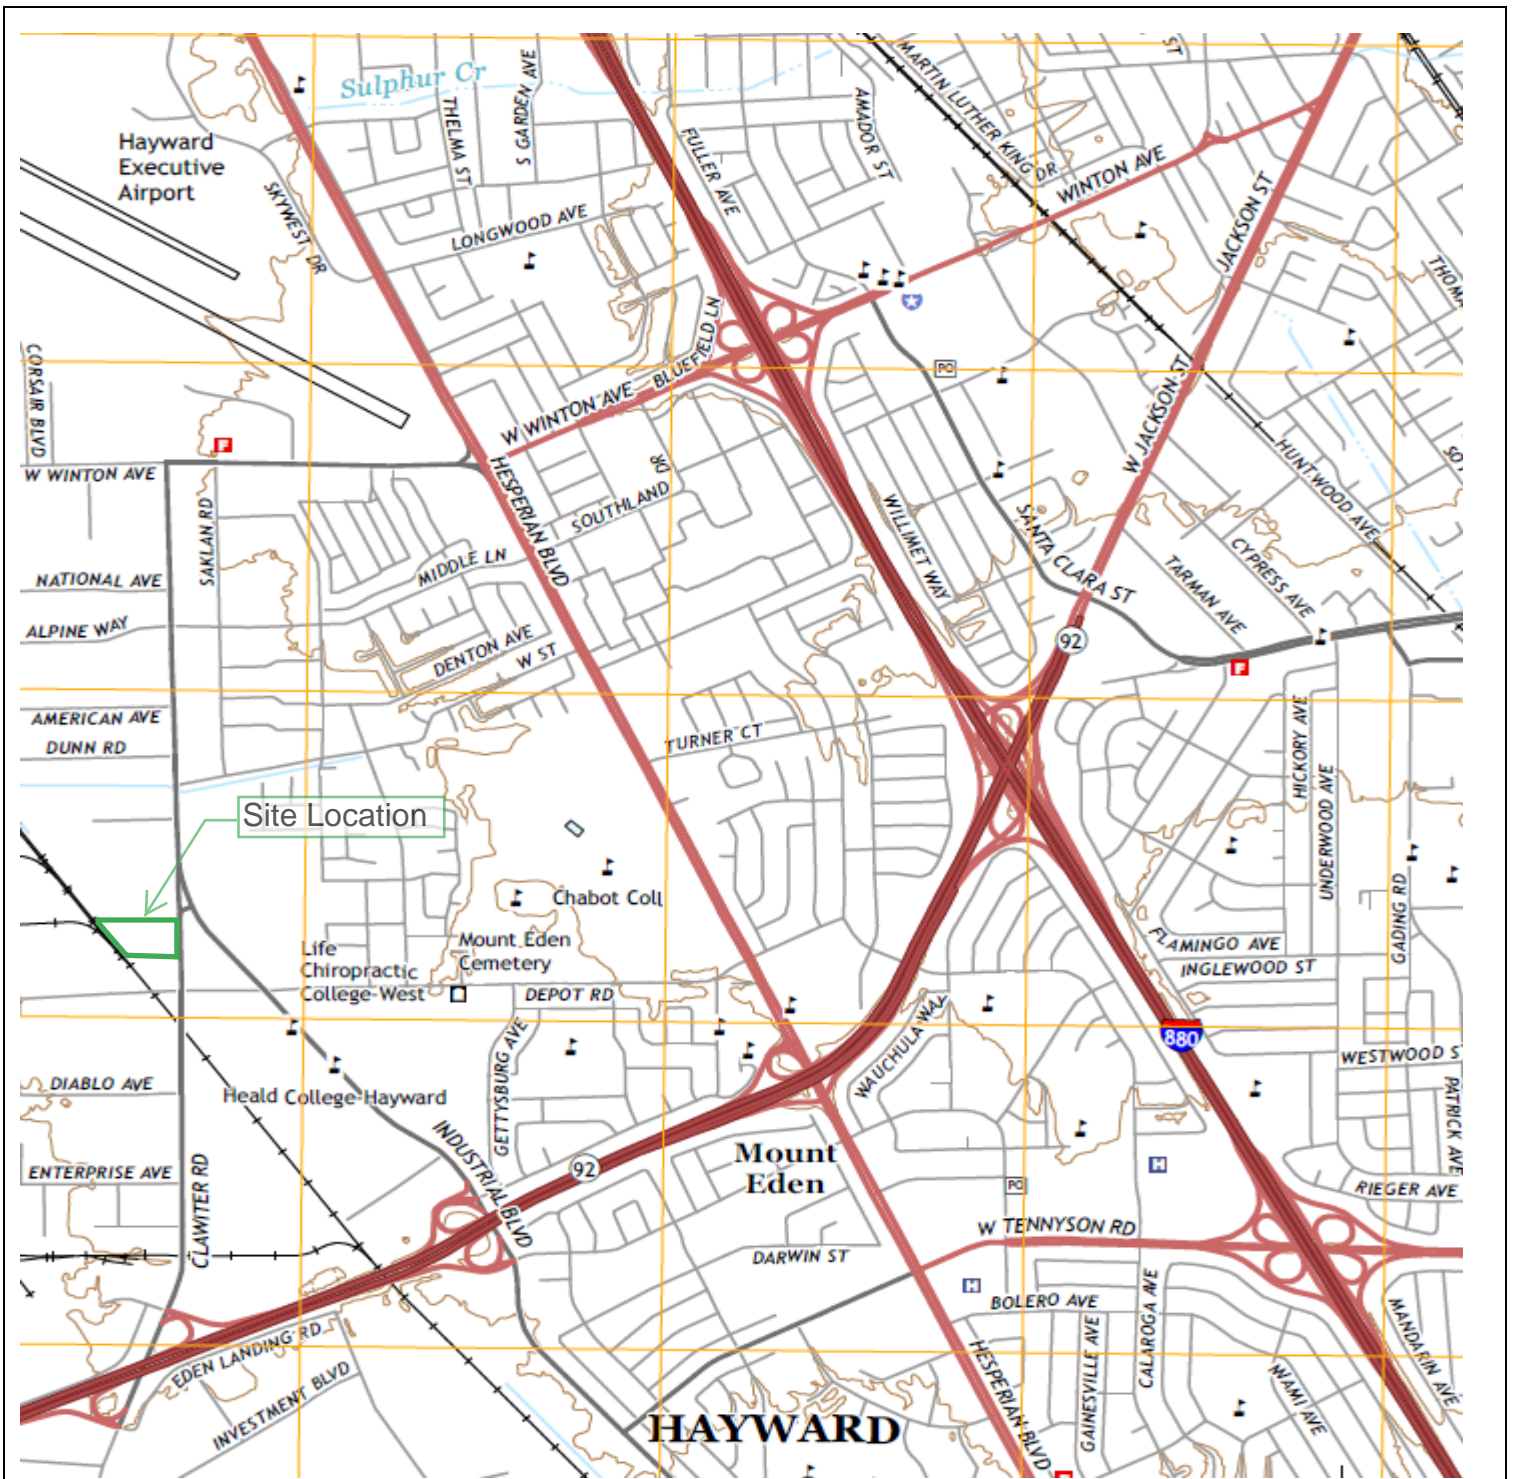 Sulphur Cr
THELMA ST
S GARDEN AVE
FULLER AVE
AMADOR ST
MARTIN LUTHER KING DR
ST
WINTON AVE
JACKSON ST
Hayward
Executive
Airport
SKYWEST DR
LONGWOOD AVE
BLUEFIELD LN
W WINTON AVE
PO
W JACKSON ST
CORSAIR BLVD
F
W WINTON AVE
HESPERIAN BLVD
SOUTHLAND DR
MIDDLE LN
SAKLAN RD
WILLIMET WAY
SANTA CLARA ST
HUNTWOOD AVE
CYPRESS AVE
TARMAN AVE
NATIONAL AVE
ALPINE WAY
DENTON AVE
W ST
92
F
AMERICAN AVE
DUNN RD
TURNER CT
HICKORY AVE
UNDERWOOD AVE
GADING RD
Site Location
Chabot Coll
Life
Chiropractic
College-West
Mount Eden
Cemetery
DEPOT RD
FLAMINGO AVE
INGLEWOOD ST
GETTYSBURG AVE
WAUCHULA WAY
880
WESTWOOD S
PATRICK AVE
DIABLO AVE
Heald College-Hayward
INDUSTRIAL BLVD
92
Mount
Eden
PO
H
ENTERPRISE AVE
CLAWITER RD
RIEGER AVE
W TENNYSON RD
DARWIN ST
H
BOLERO AVE
CALAROGA AVE
GAINESVILLE AVE
MIAMI AVE
MANDARIN AVE
EDEN LANDING RD
INVESTMENT BLVD
HESPERIAN BLVD
HAYWARD